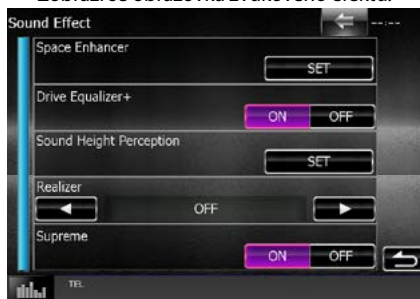 Sound Effect
--:--
Space Enhancer
SET
Drive Equalizer+
ON OFF
Sound Height Perception
SET
Realizer
OFF
Supreme
ON OFF
TEL